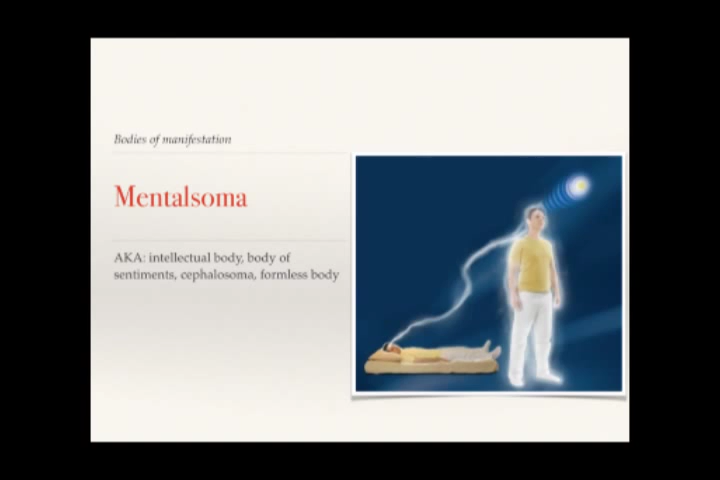 Bodies of manifestation
Mentalsoma
AKA: intellectual body, body of
sentiments, cephalosoma, formless body